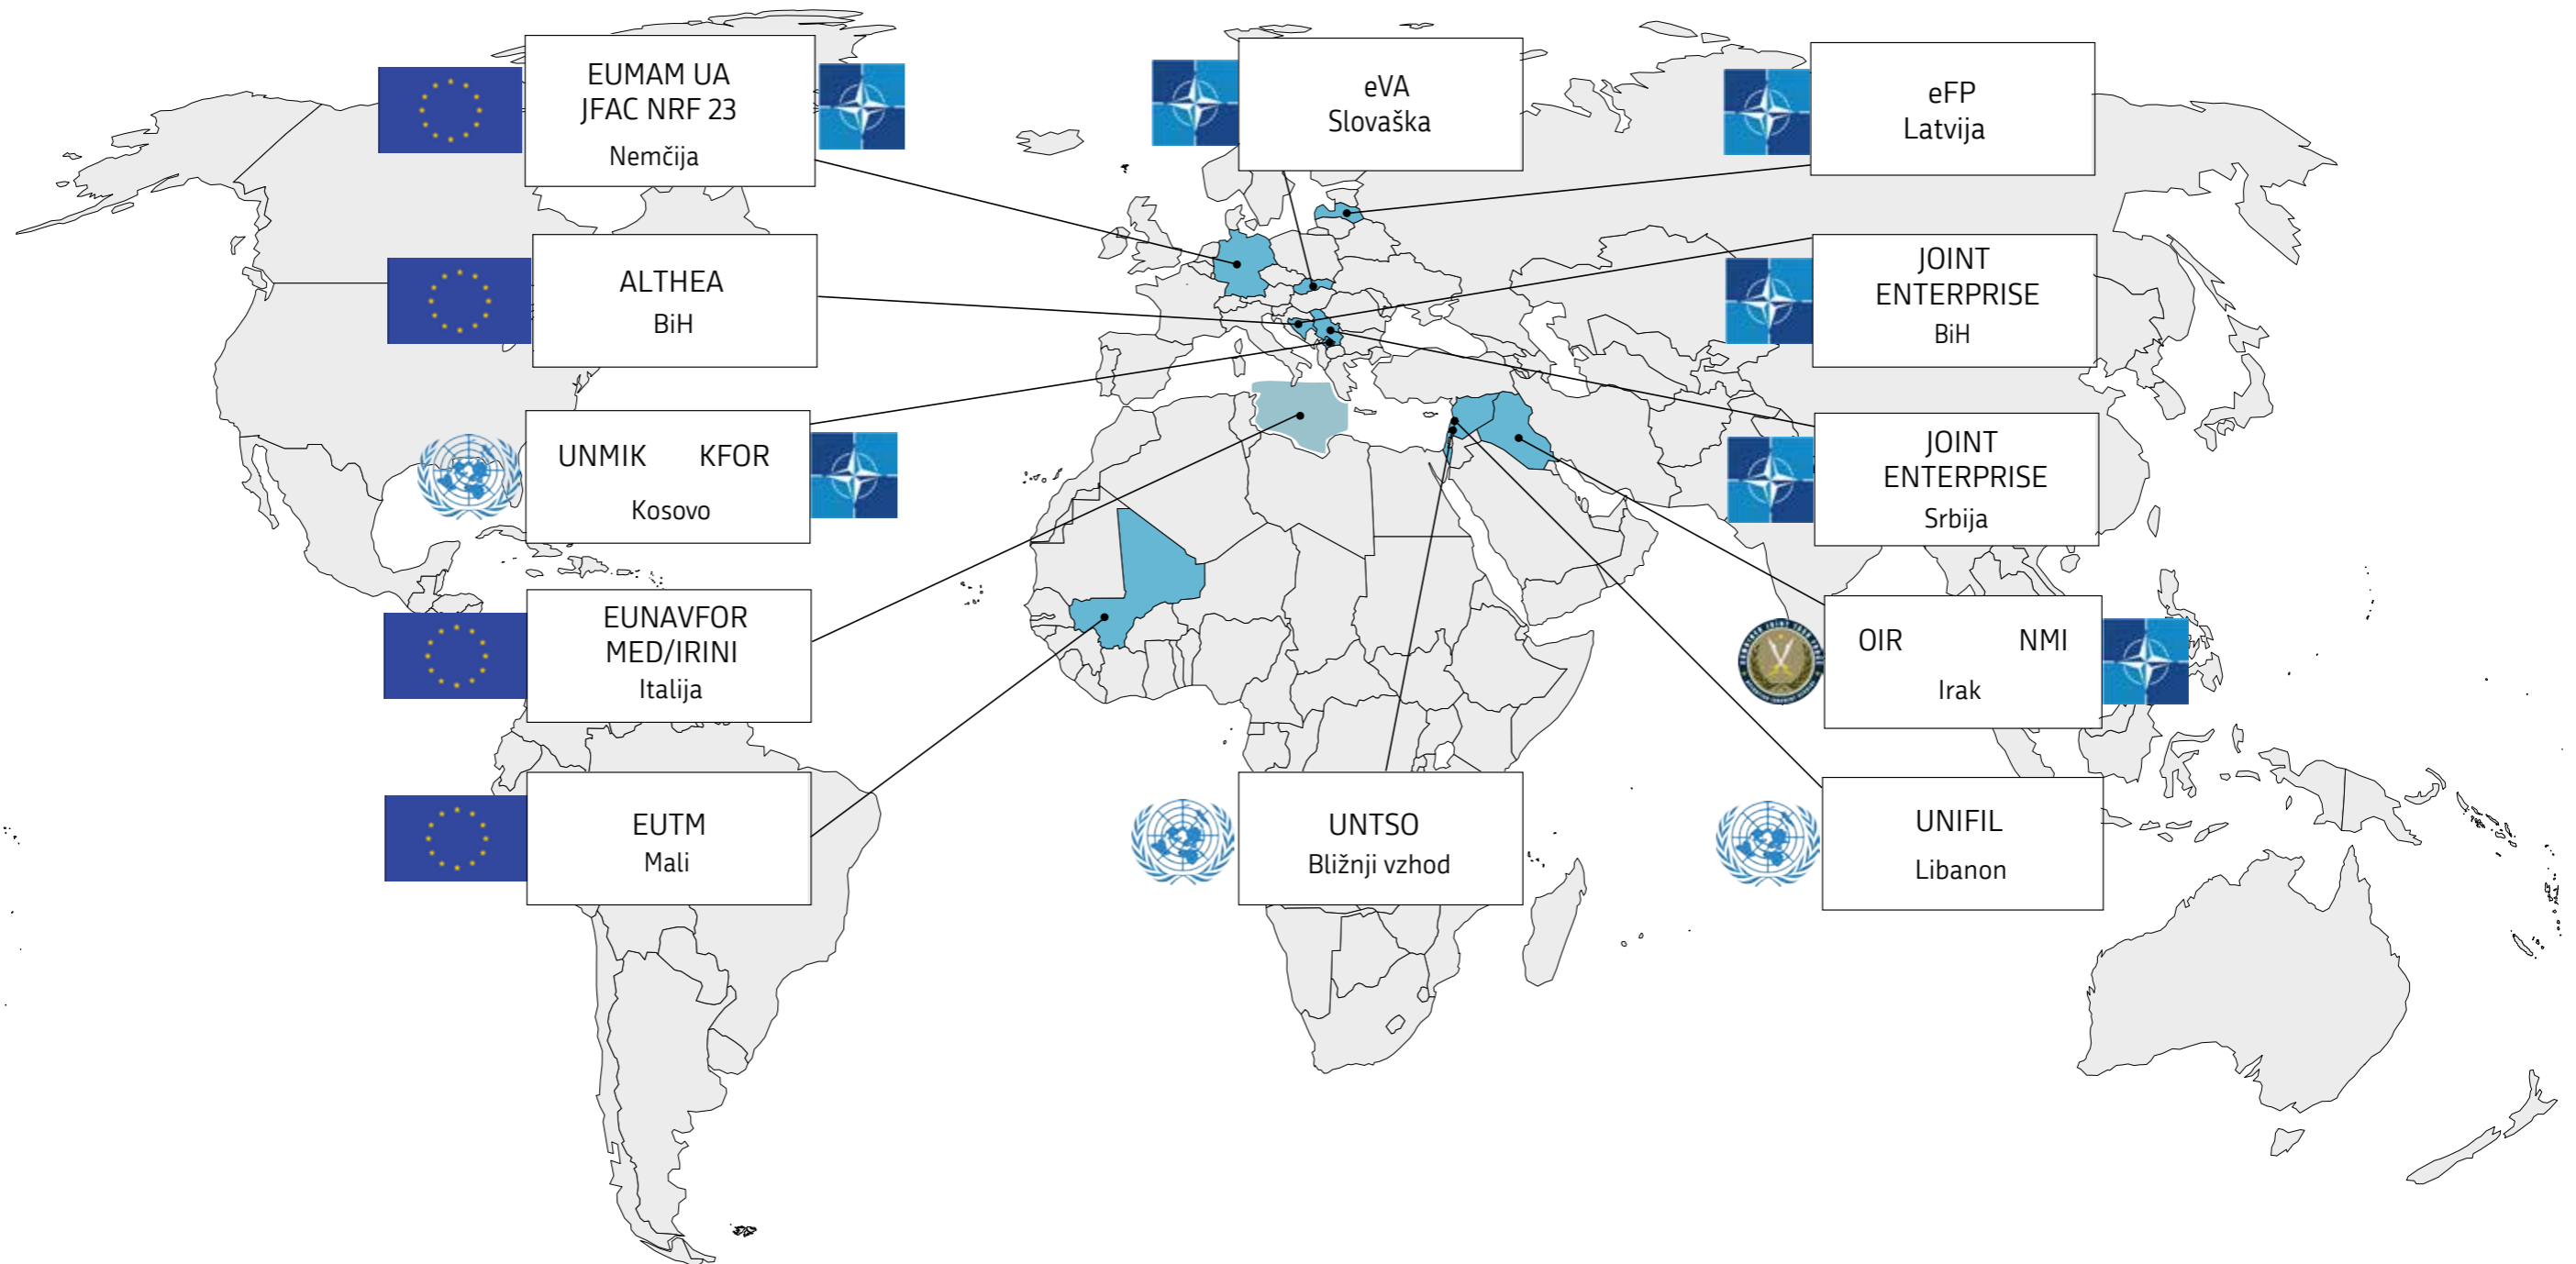 EUMAM UA
JFAC NRF 23
Nemčija
eVA
Slovaška
eFP
Latvija
ALTHEA
BiH
JOINT
ENTERPRISE
BiH
UNMIK KFOR
Kosovo
JOINT
ENTERPRISE
Srbija
EUNAVFOR
MED/IRINI
Italija
OIR NMI
Irak
EUTM
Mali
UNTSO
Bližnji vzhod
UNIFIL
Libanon